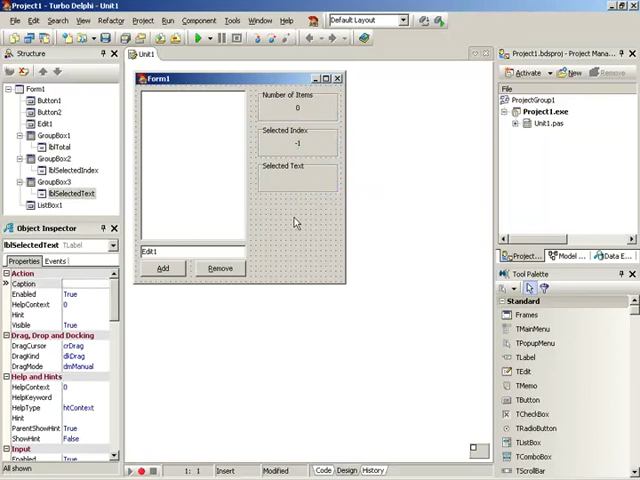 Project1 - Turbo Delphi - Unit1
File Edit Search View Refactor Project Run Component Tools Window Help
Default Layout
Structure
Form1
Button1
Button2
Edit1
GroupBox1
lblTotal
GroupBox2
lblSelectedIndex
GroupBox3
lblSelectedText
ListBox1
Object Inspector
lblSelectedText TLabel
Properties Events
Action
Caption
Enabled True
HelpContext 0
Hint
Visible True
Drag, Drop and Docking
DragCursor crDrag
DragKind dkDrag
DragMode dmManual
Help and Hints
HelpContext 0
HelpKeyword
HelpType htContext
Hint
ParentShowHint True
ShowHint False
Input
Enabled True
All shown
Unit1
Form1
Number of Items
0
Selected Index
-1
Selected Text
Edit1
Add Remove
1: 1 Insert Modified Code Design History
Project1.bdsproj - Project Man...
Activate New Remove
File
ProjectGroup1
Project1.exe
Unit1.pas
Project... Model ... Data E...
Tool Palette
Standard
Frames
TMainMenu
TPopupMenu
TLabel
TEdit
TMemo
TButton
TCheckBox
TRadioButton
TListBox
TComboBox
TScrollBar